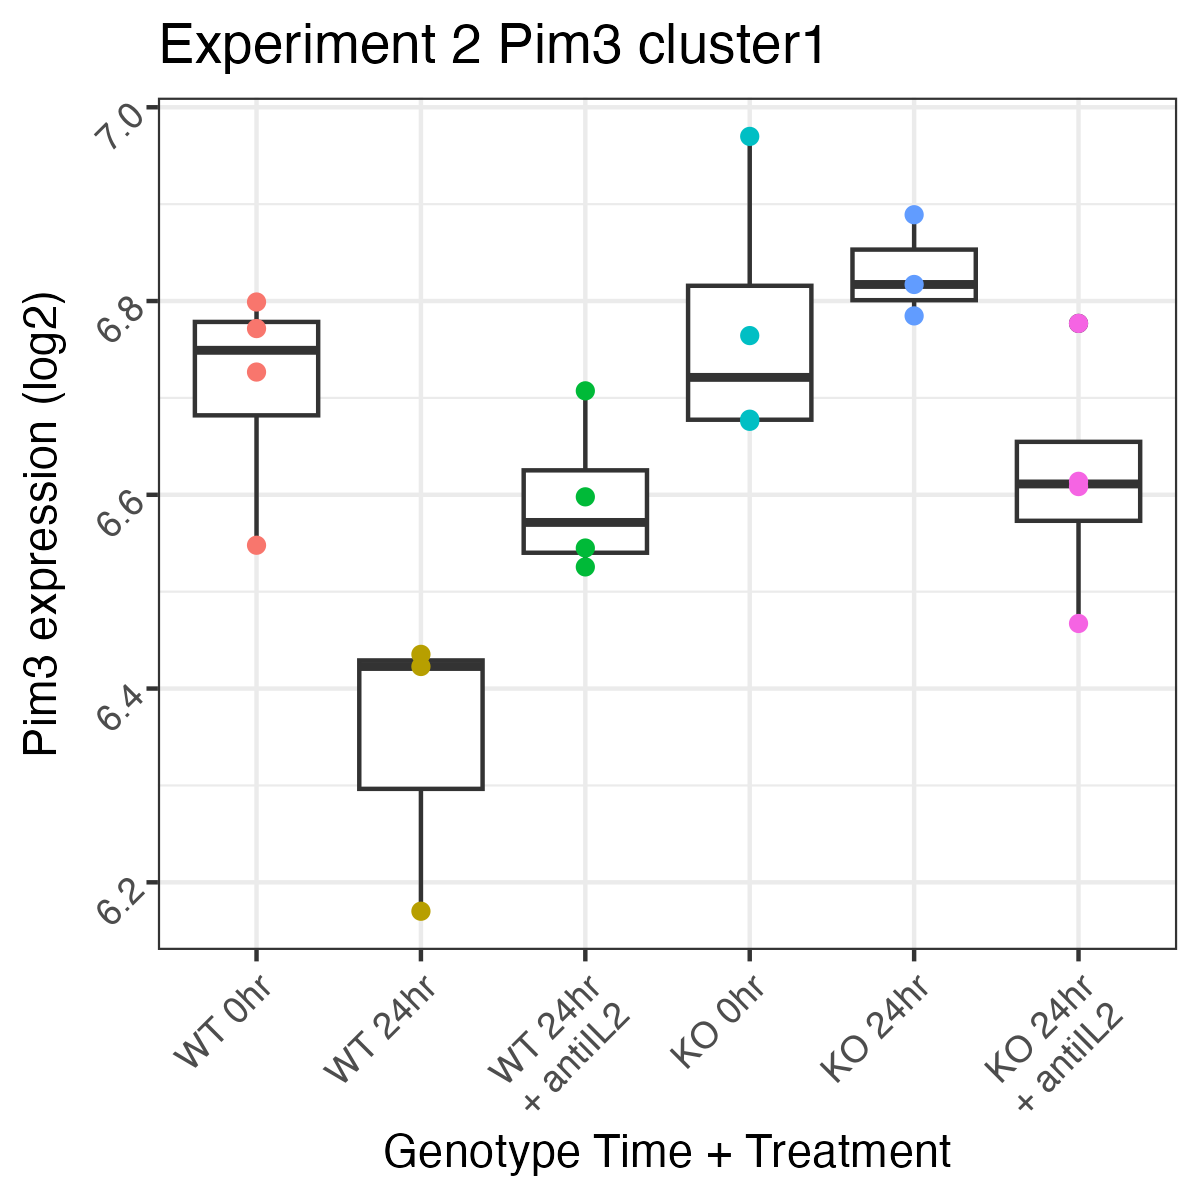 Experiment 2 Pim3 cluster1
Pim3 expression (log2)
7.0
6.8
6.6
6.4
6.2
WT 0hr
WT 24hr
WT 24hr
+ antiIL2
KO 0hr
KO 24hr
KO 24hr
+ antiIL2
Genotype Time + Treatment